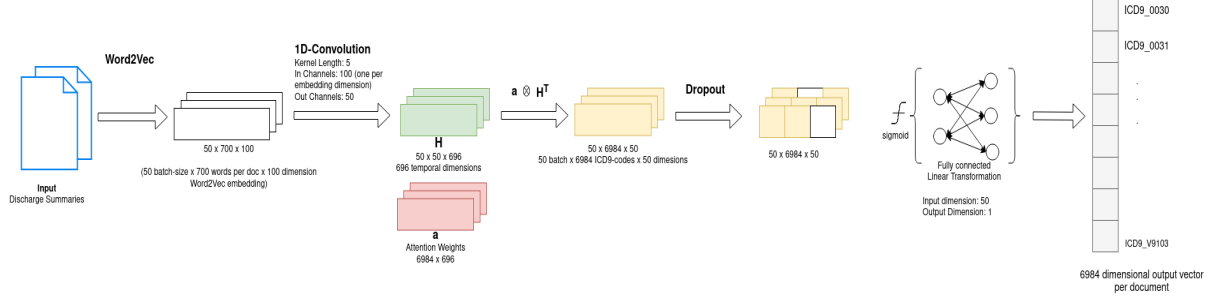 Input
Discharge Summaries
Word2Vec
50 x 700 x 100
(50 batch-size x 700 words per doc x 100 dimension
Word2Vec embedding)
1D-Convolution
Kernel Length: 5
In Channels: 100 (one per
embedding dimension)
Out Channels: 50
H
50 x 50 x 696
696 temporal dimensions
a
Attention Weights
6984 x 696
a ⊗ Hᵀ
50 x 6984 x 50
50 batch x 6984 ICD9-codes x 50 dimesions
Dropout
50 x 6984 x 50
sigmoid
Fully connected
Linear Transformation
Input dimension: 50
Output Dimension: 1
ICD9_0030
ICD9_0031
.
.
.
ICD9_V9103
6984 dimensional output vector
per document